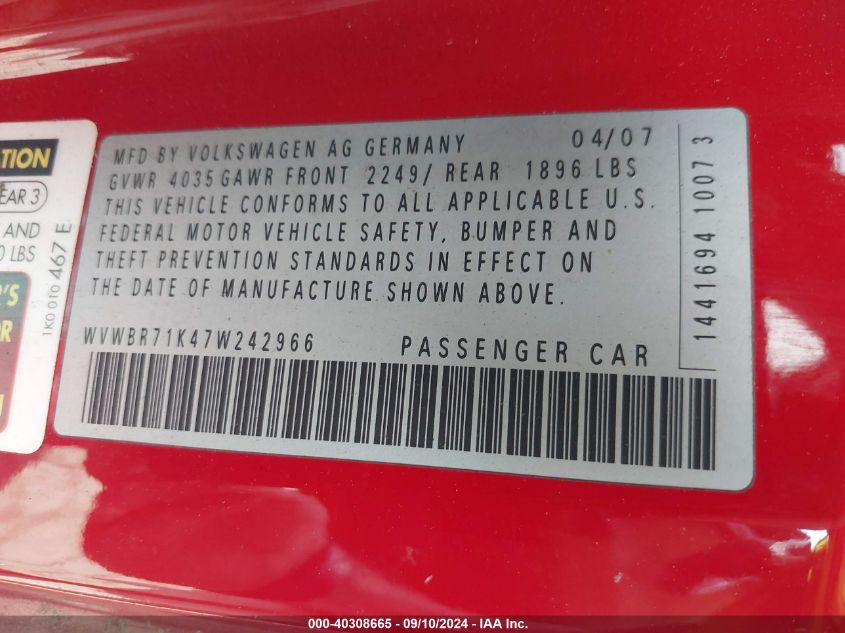 MFD BY VOLKSWAGEN AG GERMANY 04/07
GVWR 4035 GAWR FRONT 2249/ REAR 1896 LBS
THIS VEHICLE CONFORMS TO ALL APPLICABLE U.S.
FEDERAL MOTOR VEHICLE SAFETY, BUMPER AND
THEFT PREVENTION STANDARDS IN EFFECT ON
THE DATE OF MANUFACTURE SHOWN ABOVE.
WVWBR71K47W242966 PASSENGER CAR
1441694 1007 3
TION
EAR 3
AND
0 LBS
'S
OR
1K0 010 467 E
000-40308665 - 09/10/2024 - IAA Inc.